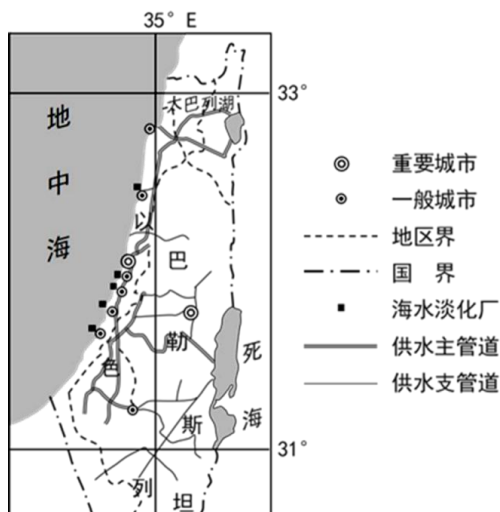 35° E
33°
太巴列湖
地中海
以色列
巴勒斯坦
死海
31°
重要城市
一般城市
地区界
国 界
海水淡化厂
供水主管道
供水支管道